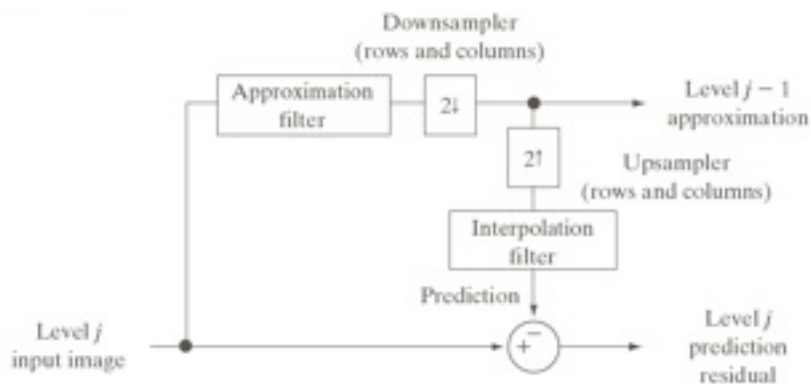 Downsampler
(rows and columns)
Approximation
filter
2↓
Level j − 1
approximation
2↑
Upsampler
(rows and columns)
Interpolation
filter
Prediction
Level j
input image
+
−
Level j
prediction
residual